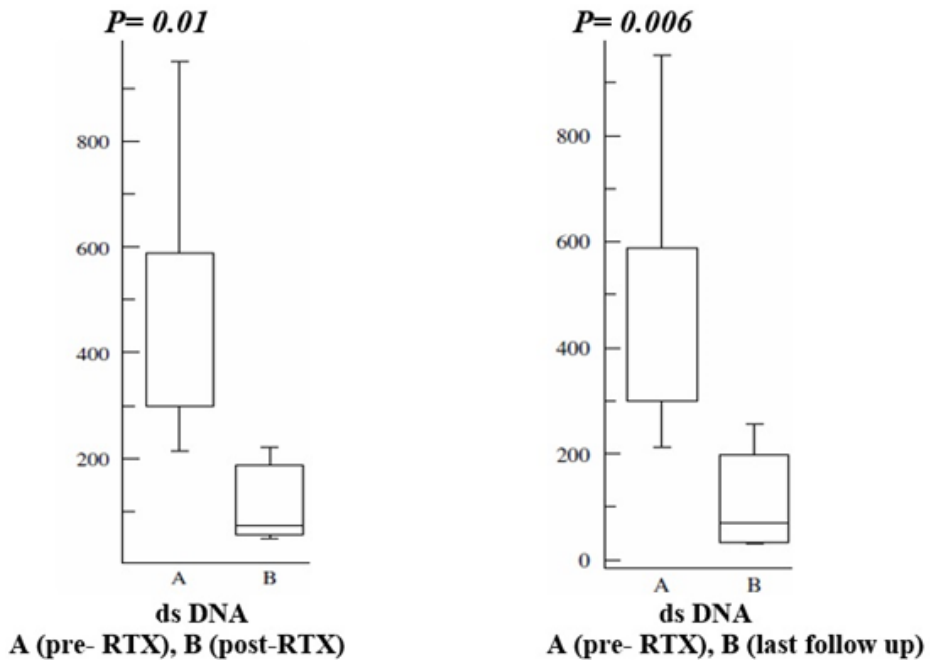 P= 0.01
800
600
400
200
A B
ds DNA
A (pre- RTX), B (post-RTX)
P= 0.006
800
600
400
200
0
A B
ds DNA
A (pre- RTX), B (last follow up)